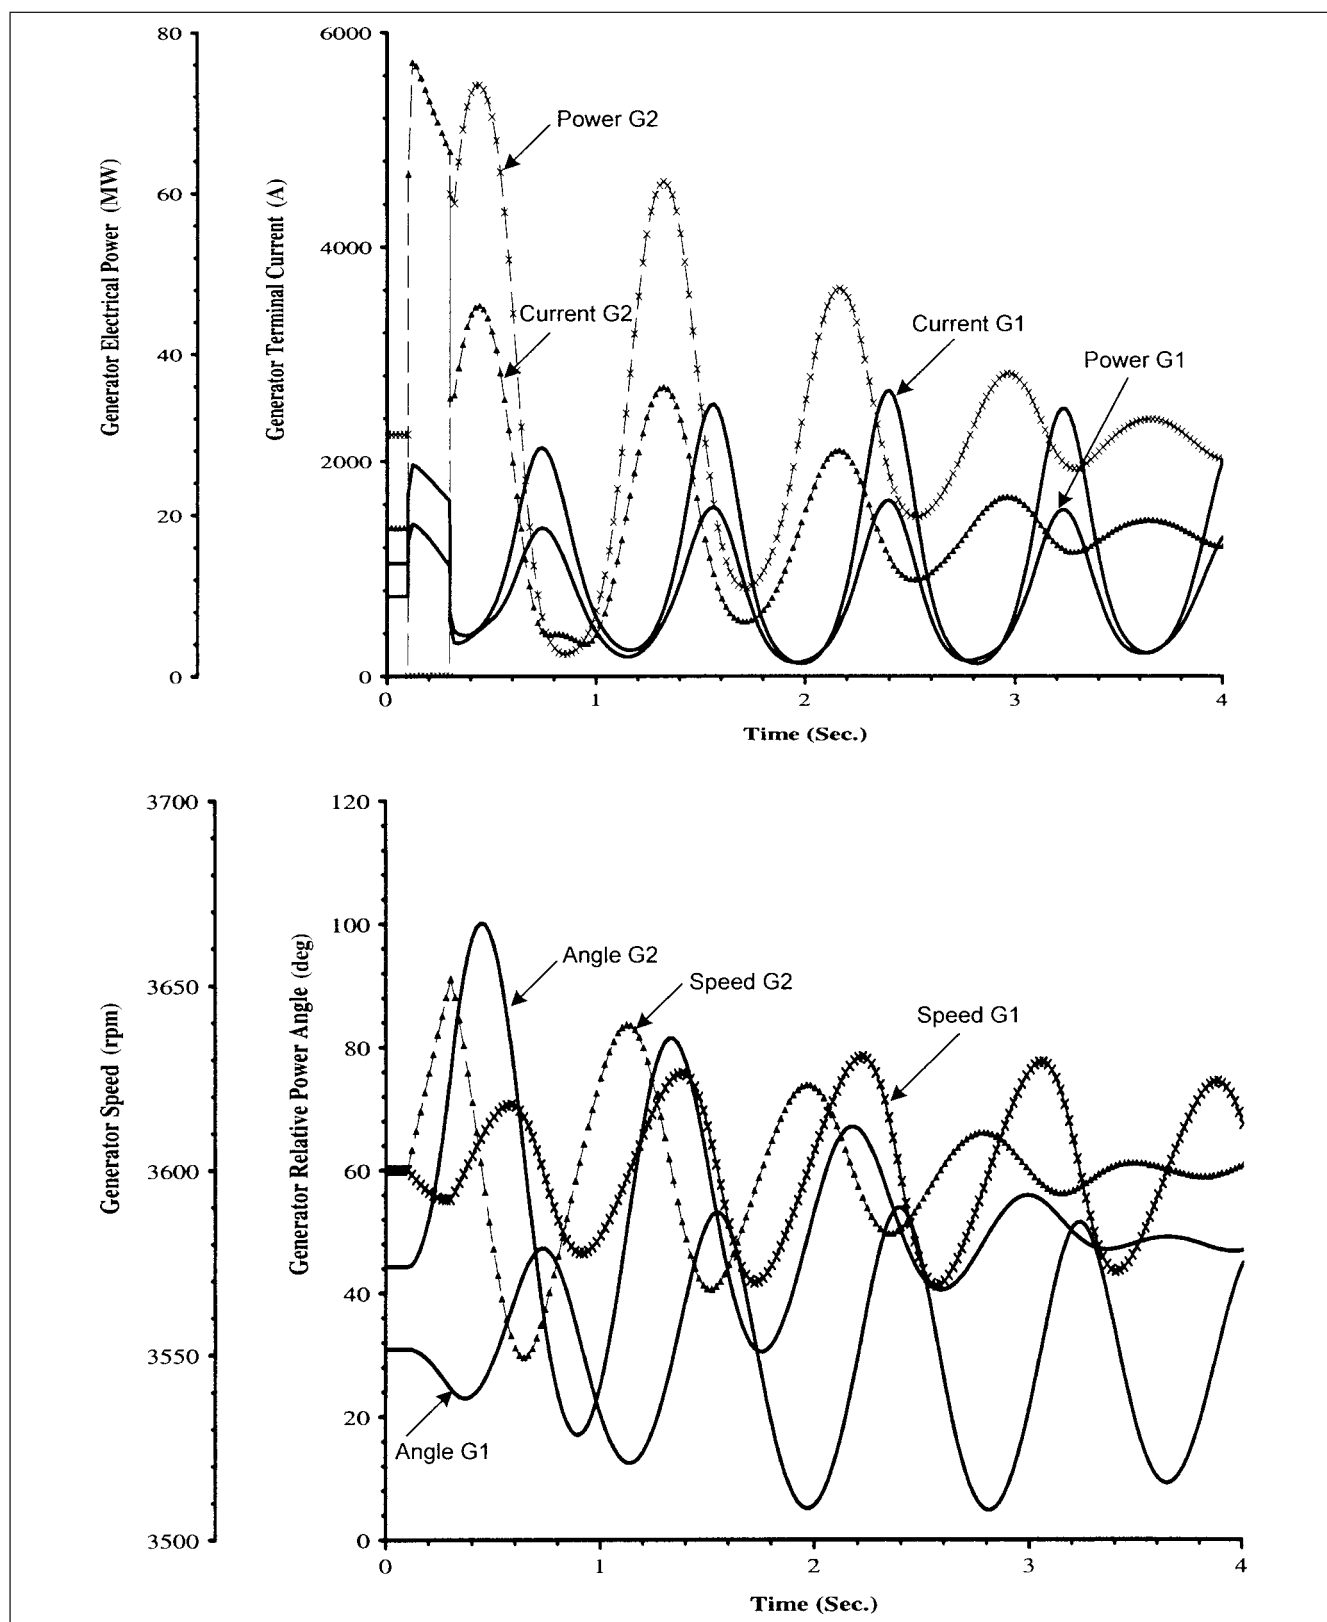 80
60
40
20
0
Generator Electrical Power (MW)
6000
4000
2000
0
Generator Terminal Current (A)
Power G2
Current G2
Current G1
Power G1
0
1
2
3
4
Time (Sec.)
3700
3650
3600
3550
3500
Generator Speed (rpm)
120
100
80
60
40
20
0
Generator Relative Power Angle (deg)
Angle G2
Speed G2
Speed G1
Angle G1
0
1
2
3
4
Time (Sec.)